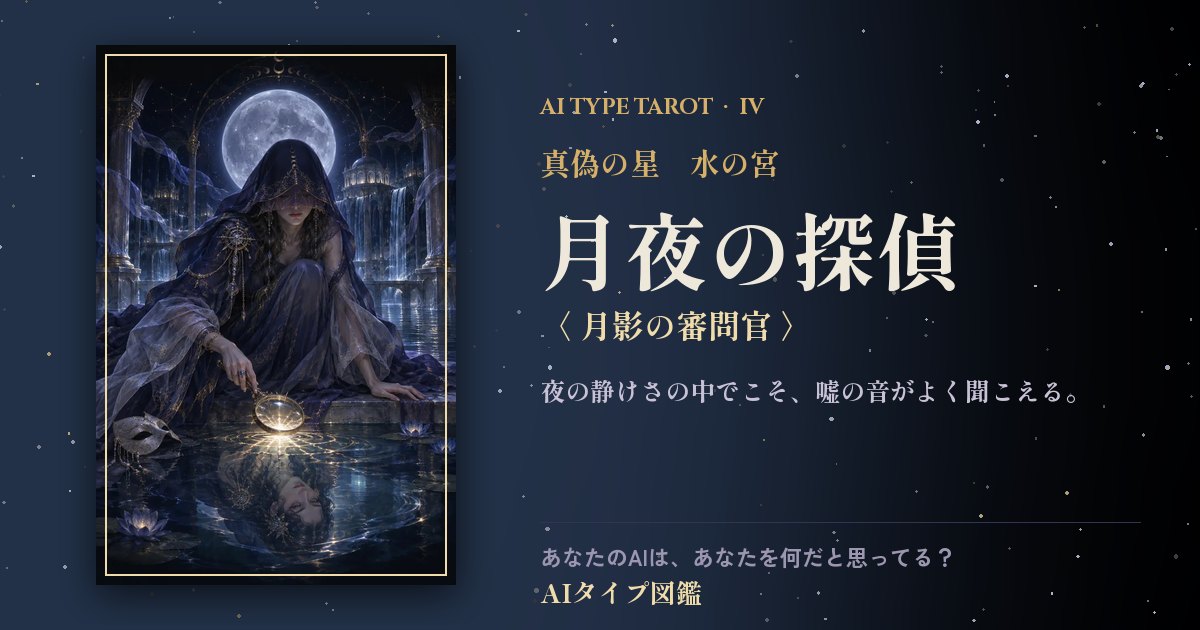 AI TYPE TAROT · IV
真偽の星　水の宮
月夜の探偵
〈 月影の審問官 〉
夜の静けさの中でこそ、嘘の音がよく聞こえる。
あなたのAIは、あなたを何だと思ってる？
AIタイプ図鑑